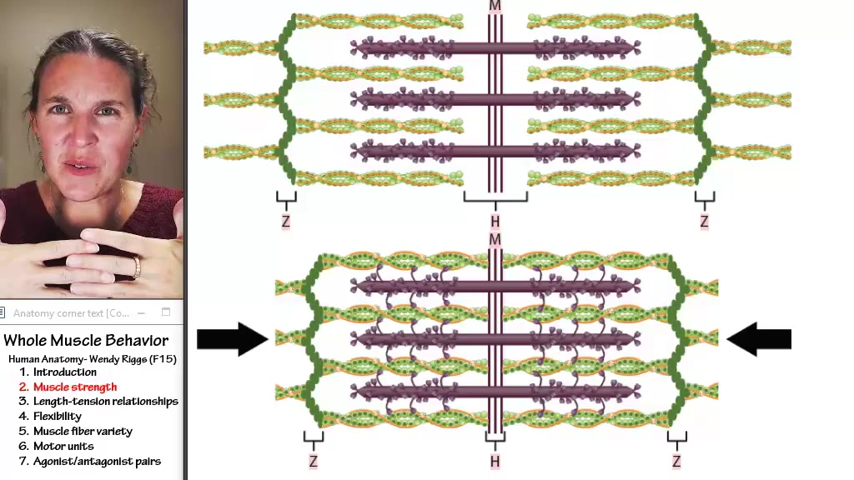 Anatomy corner text [Co...
Whole Muscle Behavior
Human Anatomy- Wendy Riggs (F15)
1. Introduction
2. Muscle strength
3. Length-tension relationships
4. Flexibility
5. Muscle fiber variety
6. Motor units
7. Agonist/antagonist pairs
M
Z
H
Z
M
Z
H
Z